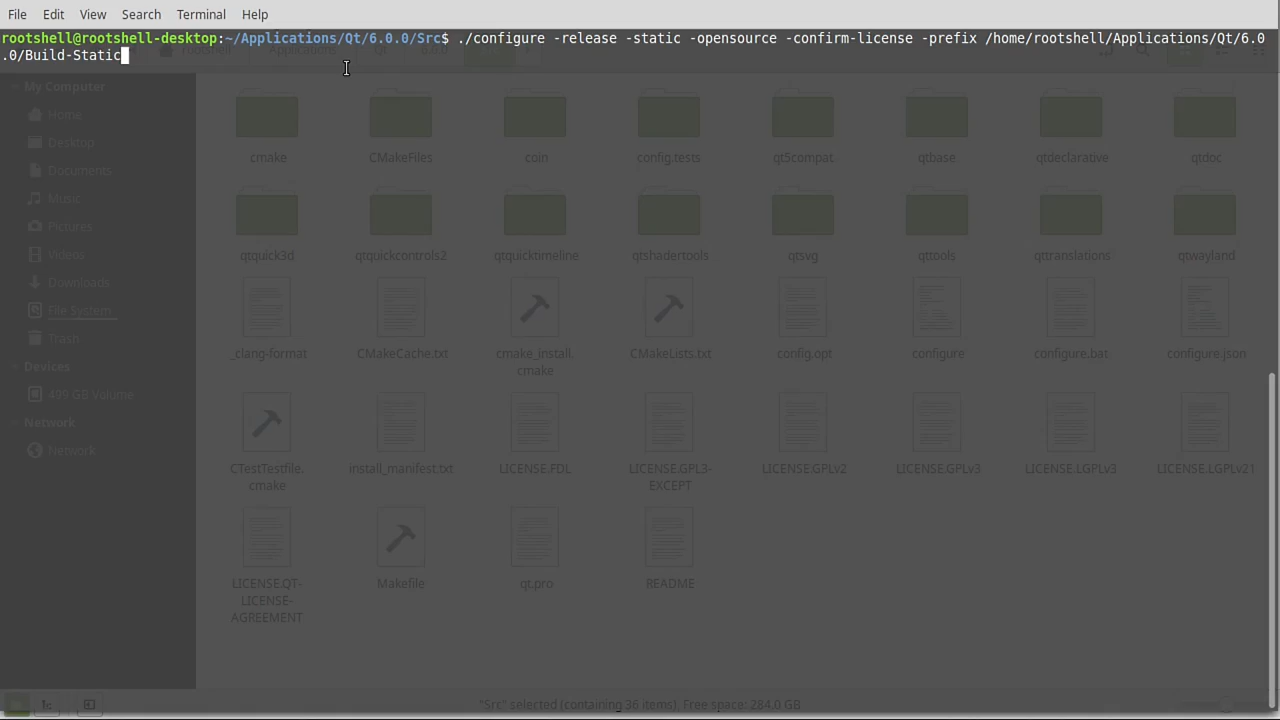 File Edit View Search Terminal Help
rootshell@rootshell-desktop:~/Applications/Qt/6.0.0/Src$ ./configure -release -static -opensource -confirm-license -prefix /home/rootshell/Applications/Qt/6.0
.0/Build-Static
rootshell Applications Qt 6.0.0
My Computer
Home
Desktop
Documents
Music
Pictures
Videos
Downloads
File System
Trash
Devices
499 GB Volume
Network
Network
cmake CMakeFiles coin config.tests qt5compat qtbase qtdeclarative qtdoc
qtquick3d qtquickcontrols2 qtquicktimeline qtshadertools qtsvg qttools qttranslations qtwayland
_clang-format CMakeCache.txt cmake_install. CMakeLists.txt config.opt configure configure.bat configure.json
cmake
CTestTestfile. install_manifest.txt LICENSE.FDL LICENSE.GPL3- LICENSE.GPLv2 LICENSE.GPLv3 LICENSE.LGPLv3 LICENSE.LGPLv21
cmake EXCEPT
LICENSE.QT- Makefile qt.pro README
LICENSE-
AGREEMENT
"Src" selected (containing 36 items), Free space: 284.0 GB